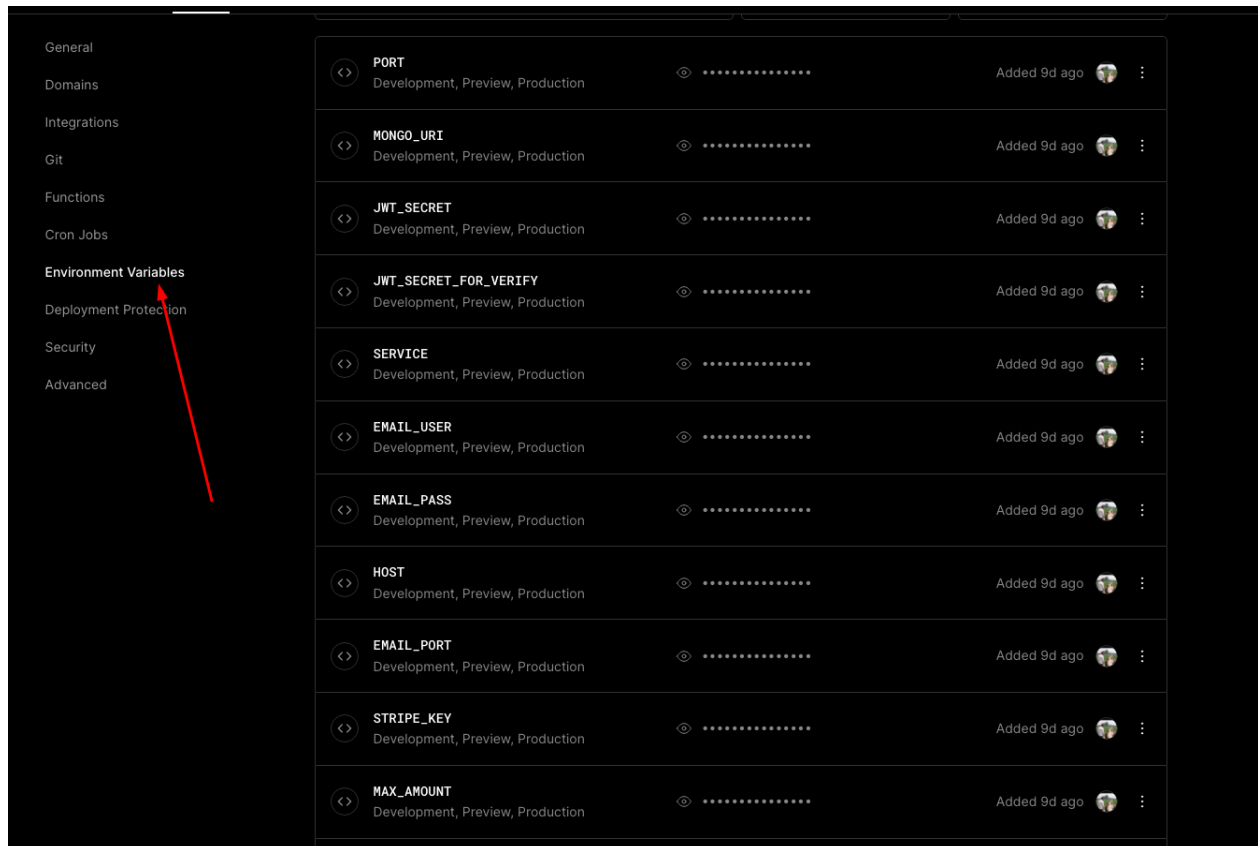 General
Domains
Integrations
Git
Functions
Cron Jobs
Environment Variables
Deployment Protection
Security
Advanced
PORT
Development, Preview, Production
Added 9d ago
MONGO_URI
Development, Preview, Production
Added 9d ago
JWT_SECRET
Development, Preview, Production
Added 9d ago
JWT_SECRET_FOR_VERIFY
Development, Preview, Production
Added 9d ago
SERVICE
Development, Preview, Production
Added 9d ago
EMAIL_USER
Development, Preview, Production
Added 9d ago
EMAIL_PASS
Development, Preview, Production
Added 9d ago
HOST
Development, Preview, Production
Added 9d ago
EMAIL_PORT
Development, Preview, Production
Added 9d ago
STRIPE_KEY
Development, Preview, Production
Added 9d ago
MAX_AMOUNT
Development, Preview, Production
Added 9d ago